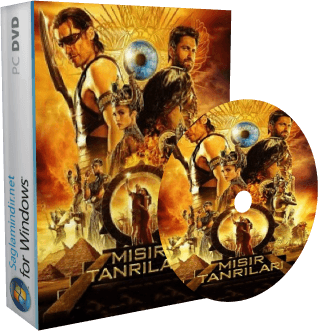 PC DVD
Saglamindir.net
for Windows
MISIR
TANRILARI
MISIR
TANRILARI